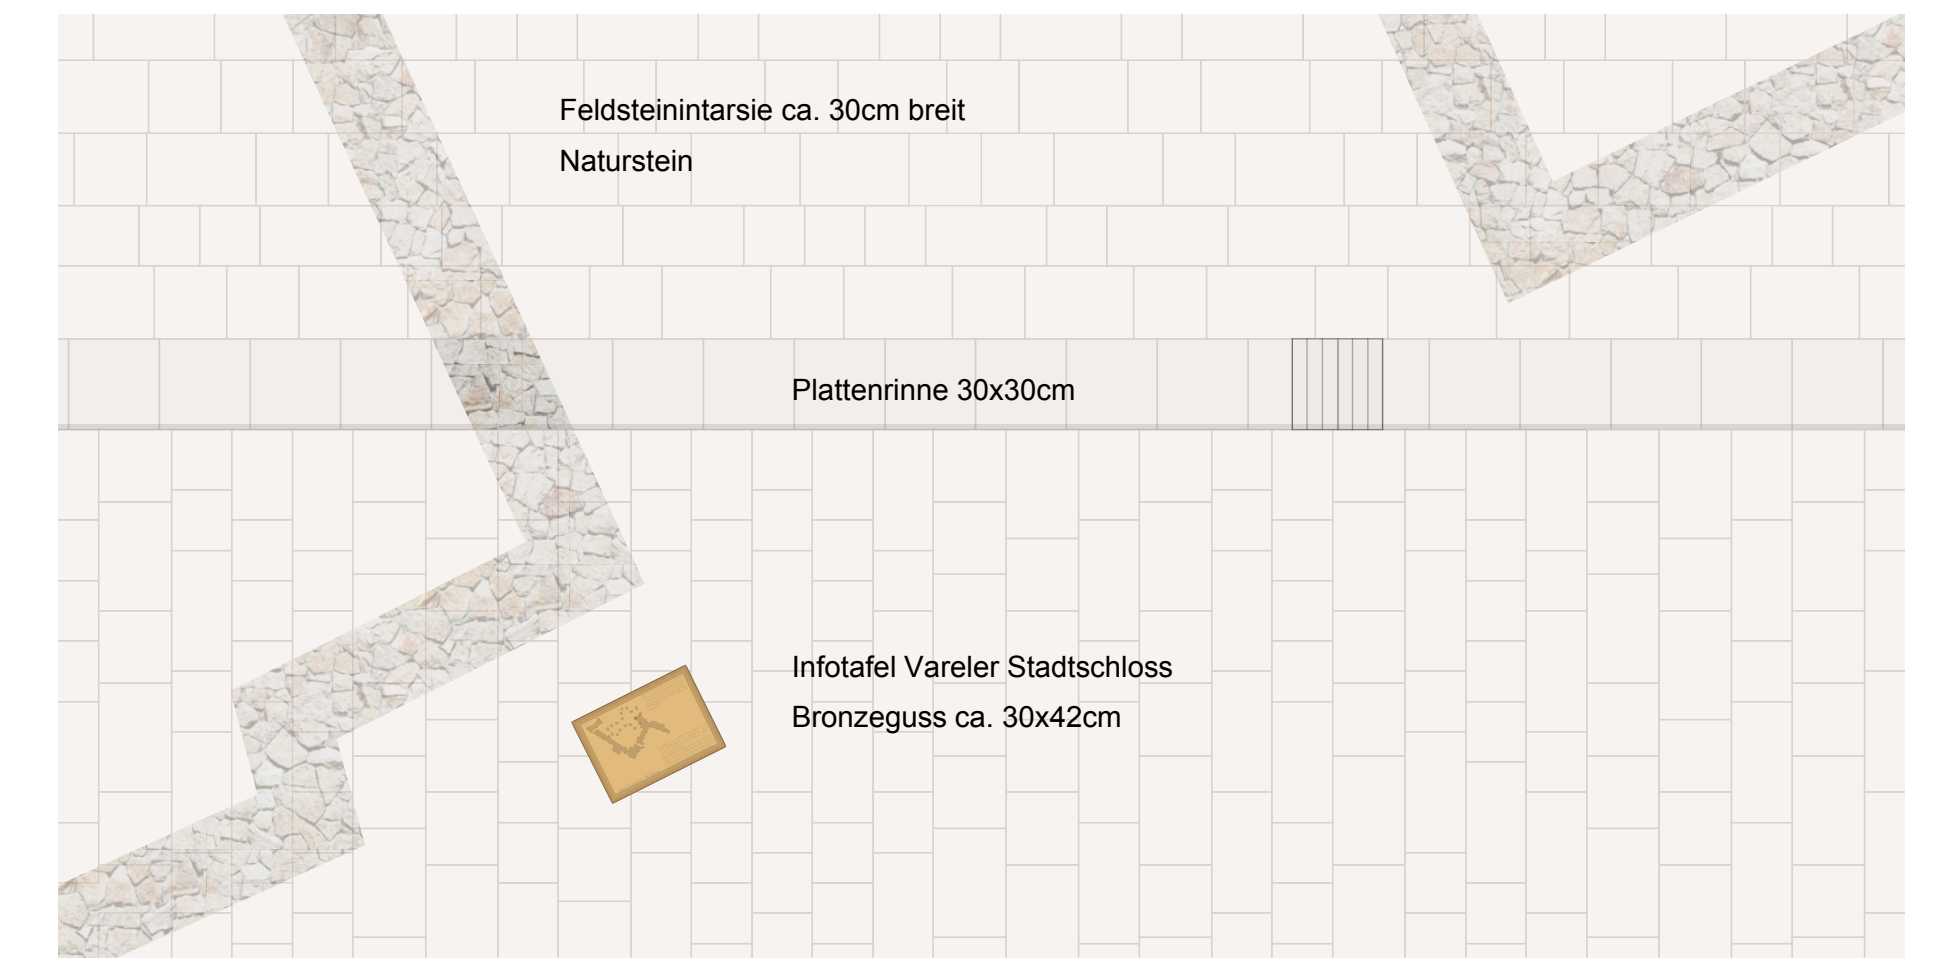 Feldsteinintarsie ca. 30cm breit
Naturstein
Plattenrinne 30x30cm
Infotafel Vareler Stadtschloss
Bronzeguss ca. 30x42cm